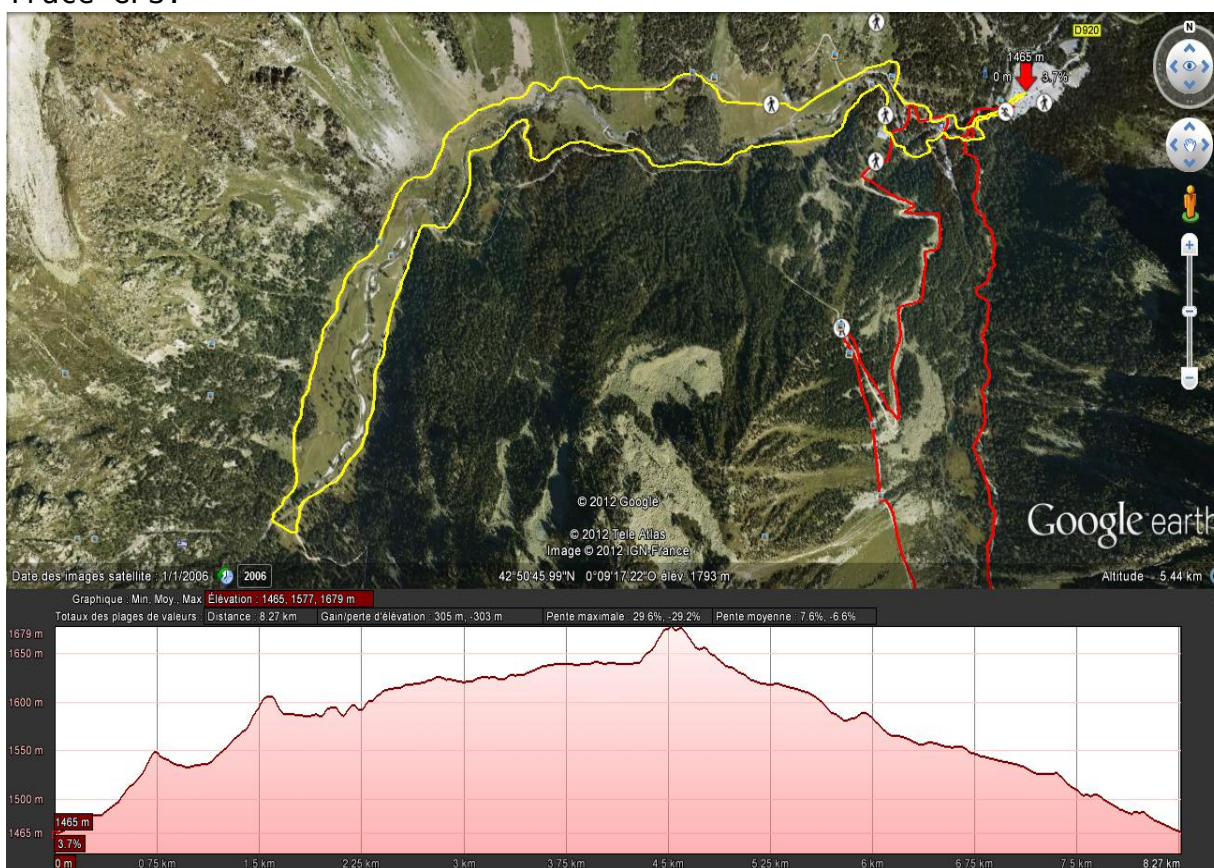 D920
N
1465 m
0 m 3.7%
© 2012 Google
© 2012 Tele Atlas
Image © 2012 IGN-France
Google earth
Date des images satellite : 1/1/2006 2006 42°50'45.99"N 0°09'17.22"O élév. 1793 m Altitude 5.44 km
Graphique : Min, Moy., Max Élévation : 1465, 1577, 1679 m
Totaux des plages de valeurs : Distance : 8.27 km Gain/perte d'élévation : 305 m, -303 m Pente maximale : 29.6%, -29.2% Pente moyenne : 7.6%, -6.6%
1679 m
1650 m
1600 m
1550 m
1500 m
1465 m
1465 m
3.7%
0 m 0.75 km 1.5 km 2.25 km 3 km 3.75 km 4.5 km 5.25 km 6 km 6.75 km 7.5 km 8.27 km